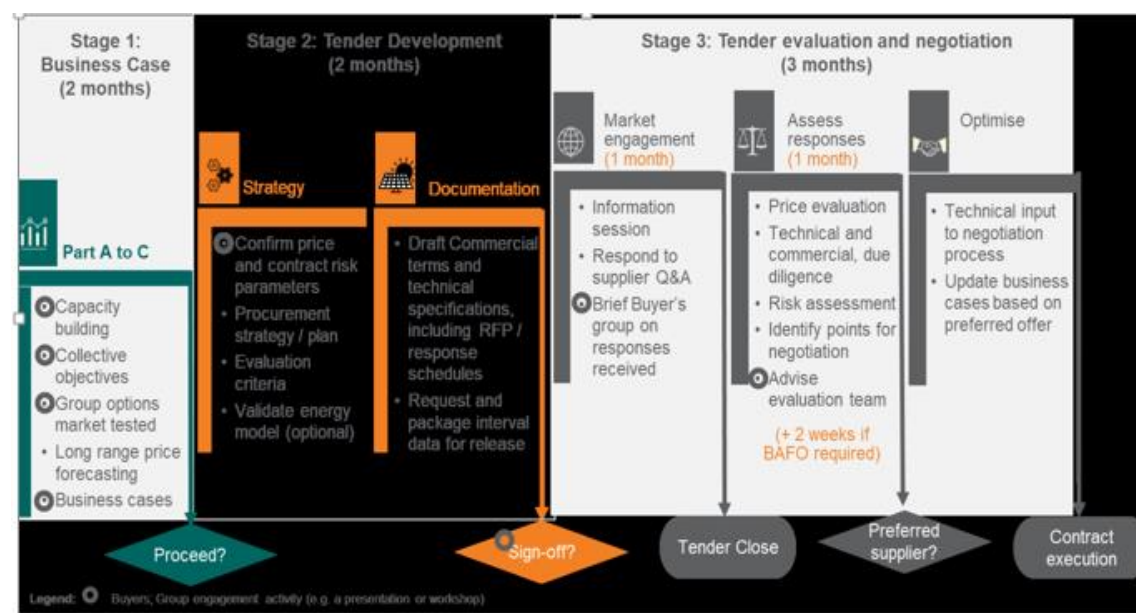 Stage 1:
Business Case
(2 months)
Stage 2: Tender Development
(2 months)
Stage 3: Tender evaluation and negotiation
(3 months)
Part A to C
Capacity
building
Collective
objectives
Group options
market tested
• Long range price
forecasting
Business cases
Strategy
Confirm price
and contract risk
parameters
• Procurement
strategy / plan
• Evaluation
criteria
• Validate energy
model (optional)
Documentation
• Draft Commercial
terms and
technical
specifications,
including RFP /
response
schedules
• Request and
package interval
data for release
Market
engagement
(1 month)
• Information
session
• Respond to
supplier Q&A
Brief Buyer's
group on
responses
received
Assess
responses
(1 month)
• Price evaluation
• Technical and
commercial, due
diligence
• Risk assessment
• Identify points for
negotiation
Advise
evaluation team
(+ 2 weeks if
BAFO required)
Optimise
• Technical input
to negotiation
process
• Update business
cases based on
preferred offer
Proceed?
Sign-off?
Tender Close
Preferred
supplier?
Contract
execution
Legend: Buyers, Group engagement activity (e.g. a presentation or workshop)